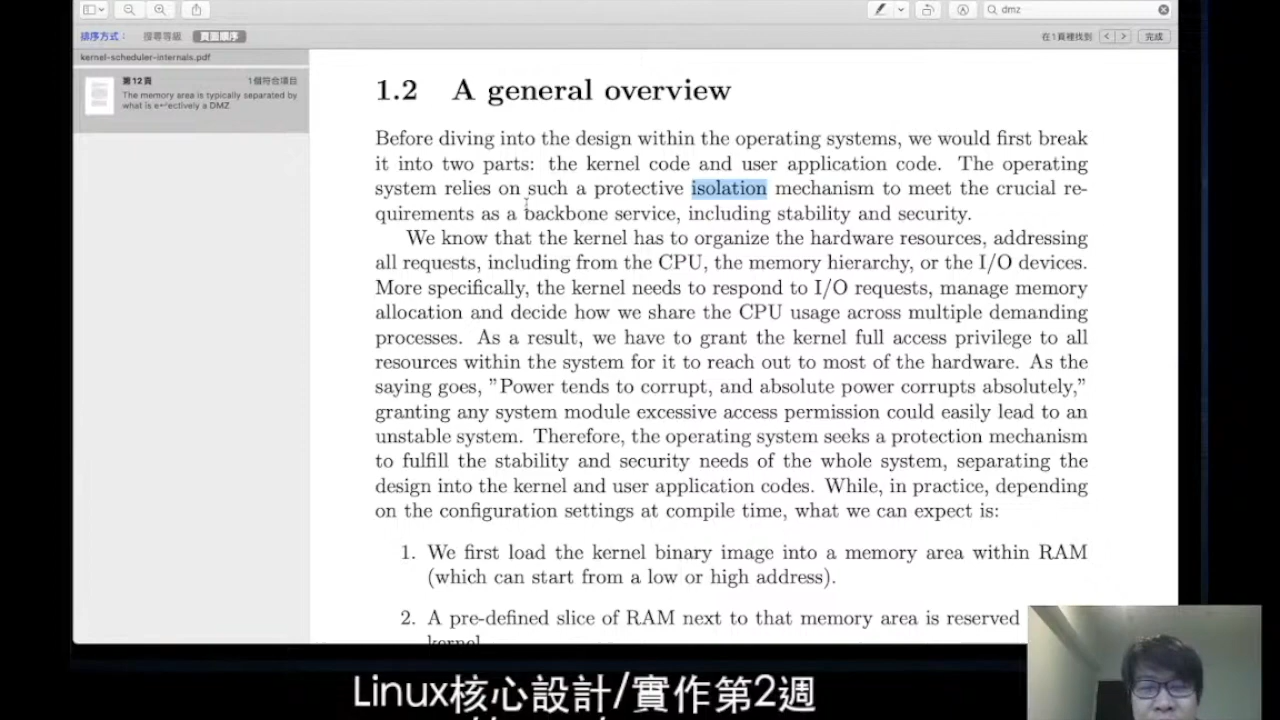 dmz
排序方式：
搜尋等級
頁面順序
在1頁裡找到
完成
kernel-scheduler-internals.pdf
第12頁
1個符合項目
The memory area is typically separated by
what is e↵ectively a DMZ
1.2 A general overview
Before diving into the design within the operating systems, we would first break
it into two parts: the kernel code and user application code. The operating
system relies on such a protective isolation mechanism to meet the crucial re-
quirements as a backbone service, including stability and security.
We know that the kernel has to organize the hardware resources, addressing
all requests, including from the CPU, the memory hierarchy, or the I/O devices.
More specifically, the kernel needs to respond to I/O requests, manage memory
allocation and decide how we share the CPU usage across multiple demanding
processes. As a result, we have to grant the kernel full access privilege to all
resources within the system for it to reach out to most of the hardware. As the
saying goes, ”Power tends to corrupt, and absolute power corrupts absolutely,”
granting any system module excessive access permission could easily lead to an
unstable system. Therefore, the operating system seeks a protection mechanism
to fulfill the stability and security needs of the whole system, separating the
design into the kernel and user application codes. While, in practice, depending
on the configuration settings at compile time, what we can expect is:
1. We first load the kernel binary image into a memory area within RAM
(which can start from a low or high address).
2. A pre-defined slice of RAM next to that memory area is reserved
kernel
Linux核心設計/實作第2週